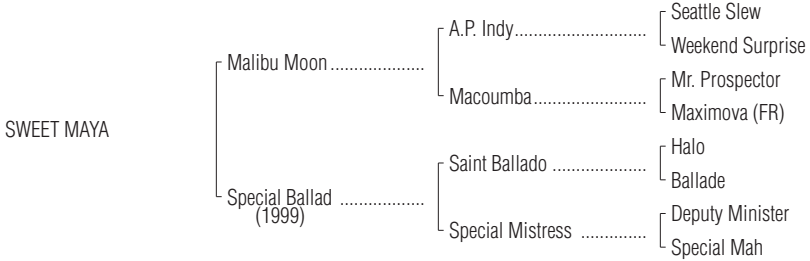 Seattle Slew
A.P. Indy..............................
Weekend Surprise
Malibu Moon .....................
Mr. Prospector
Macoumba..........................
Maximova (FR)
SWEET MAYA
Halo
Saint Ballado .....................
Ballade
Special Ballad ...................
(1999)
Deputy Minister
Special Mistress ...............
Special Mah